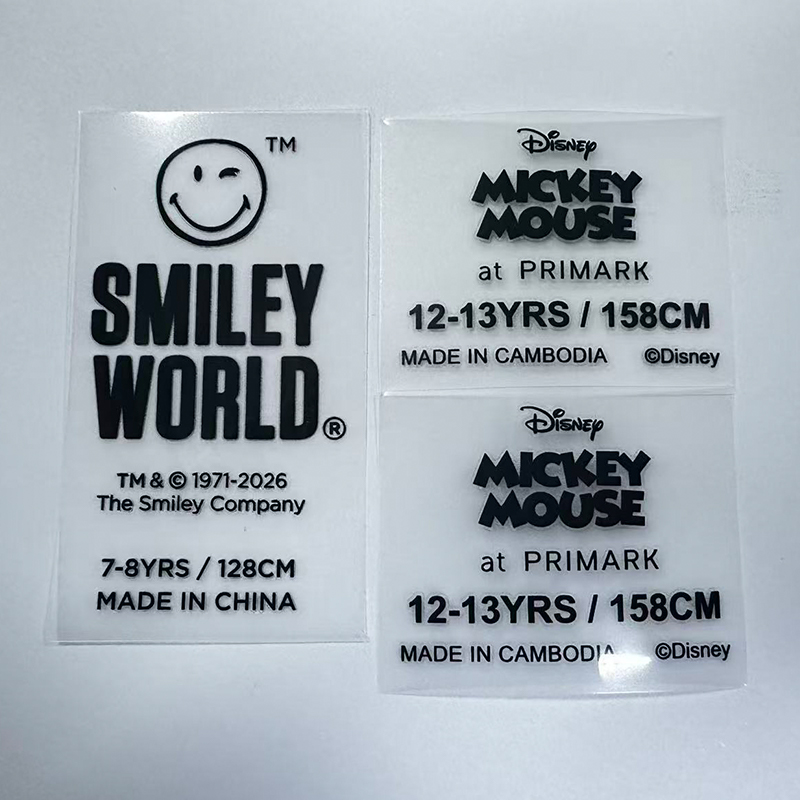 TM
SMILEY
WORLD®
TM & © 1971-2026
The Smiley Company
7-8YRS / 128CM
MADE IN CHINA
Disney
MICKEY
MOUSE
at PRIMARK
12-13YRS / 158CM
MADE IN CAMBODIA ©Disney
Disney
MICKEY
MOUSE
at PRIMARK
12-13YRS / 158CM
MADE IN CAMBODIA ©Disney